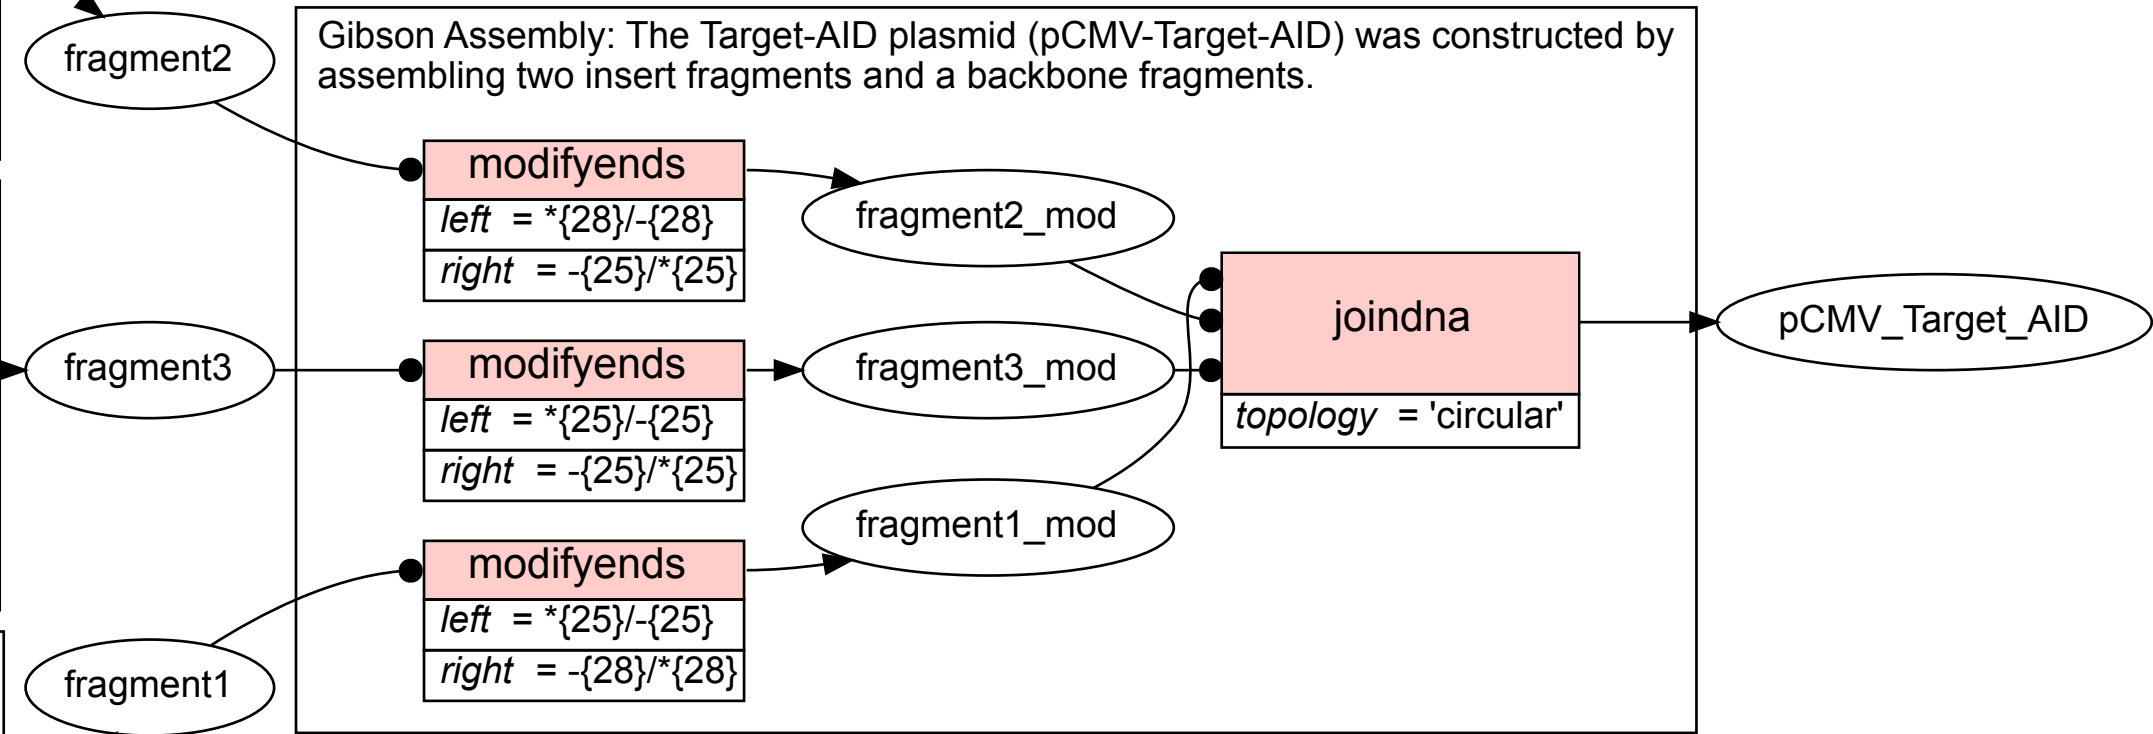 Gibson Assembly: The Target-AID plasmid (pCMV-Target-AID) was constructed by
assembling two insert fragments and a backbone fragments.
fragment2
modifyends
left = *{28}/-{28}
right = -{25}/*{25}
fragment2_mod
fragment3
modifyends
left = *{25}/-{25}
right = -{25}/*{25}
fragment3_mod
fragment1
modifyends
left = *{25}/-{25}
right = -{28}/*{28}
fragment1_mod
joindna
topology = 'circular'
pCMV_Target_AID